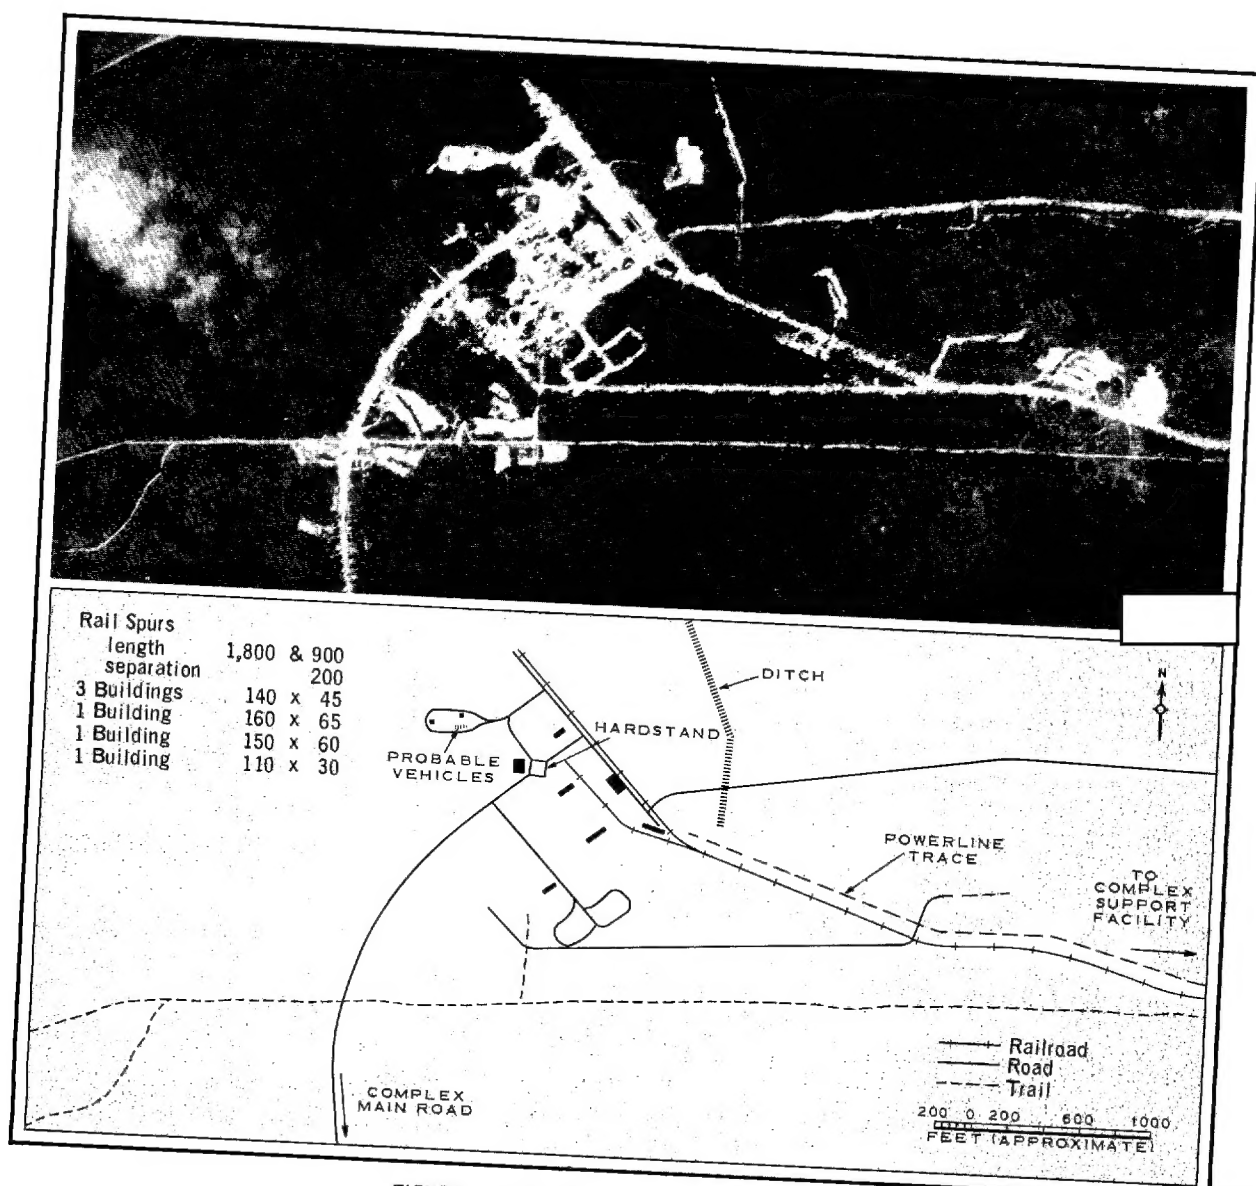 Rail Spurs
length 1,800 & 900
separation 200
3 Buildings 140 x 45
1 Building 160 x 65
1 Building 150 x 60
1 Building 110 x 30
DITCH
N
HARDSTAND
PROBABLE
VEHICLES
POWERLINE
TRACE
TO
COMPLEX
SUPPORT
FACILITY
Railroad
Road
Trail
COMPLEX
MAIN ROAD
200 0 200 600 1000
FEET (APPROXIMATE)